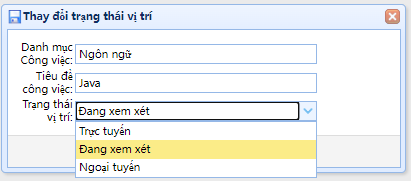 Thay đổi trạng thái vị trí
Danh mục
Công việc:
Ngôn ngữ
Tiêu đề
công việc:
Java
Trạng thái
vị trí:
Đang xem xét
Trực tuyến
Đang xem xét
Ngoại tuyến